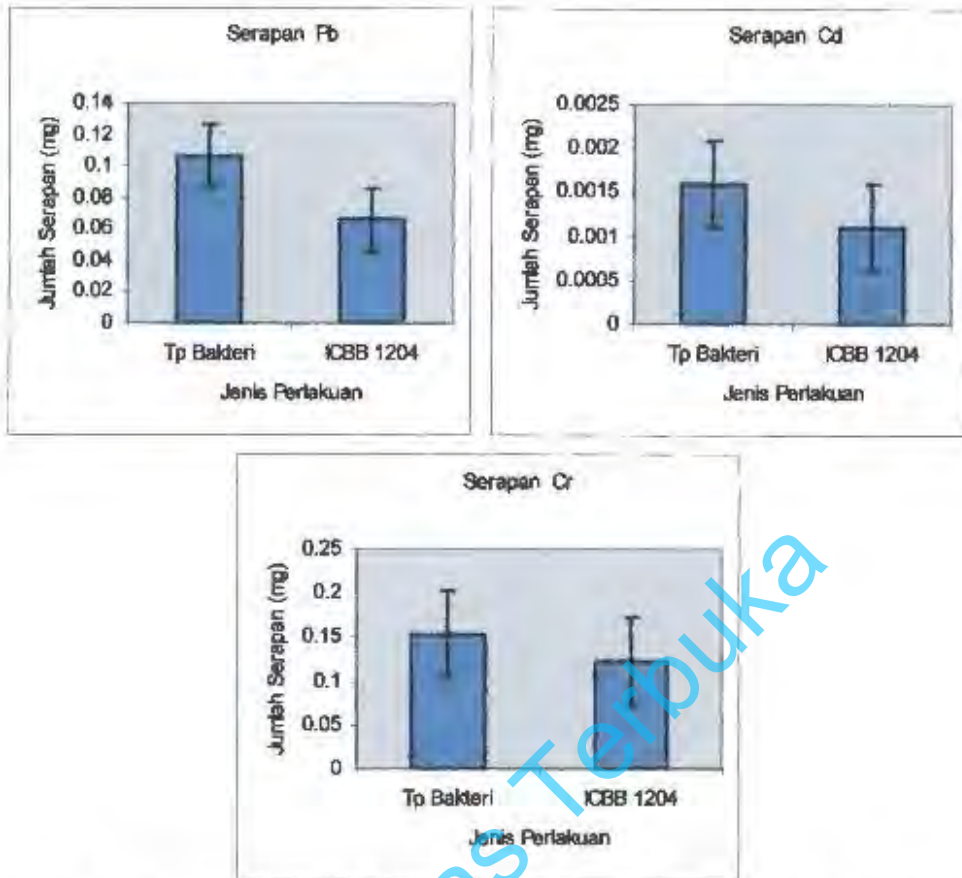 Serapan Pb
Jumlah Serapan (mg)
0.14
0.12
0.1
0.08
0.06
0.04
0.02
0
Tp Bakteri ICBB 1204
Jenis Perlakuan
Serapan Cd
Jumlah Serapan (mg)
0.0025
0.002
0.0015
0.001
0.0005
0
Tp Bakteri ICBB 1204
Jenis Perlakuan
Serapan Cr
Jumlah Serapan (mg)
0.25
0.2
0.15
0.1
0.05
0
Tp Bakteri ICBB 1204
Jenis Perlakuan
s Terbuka